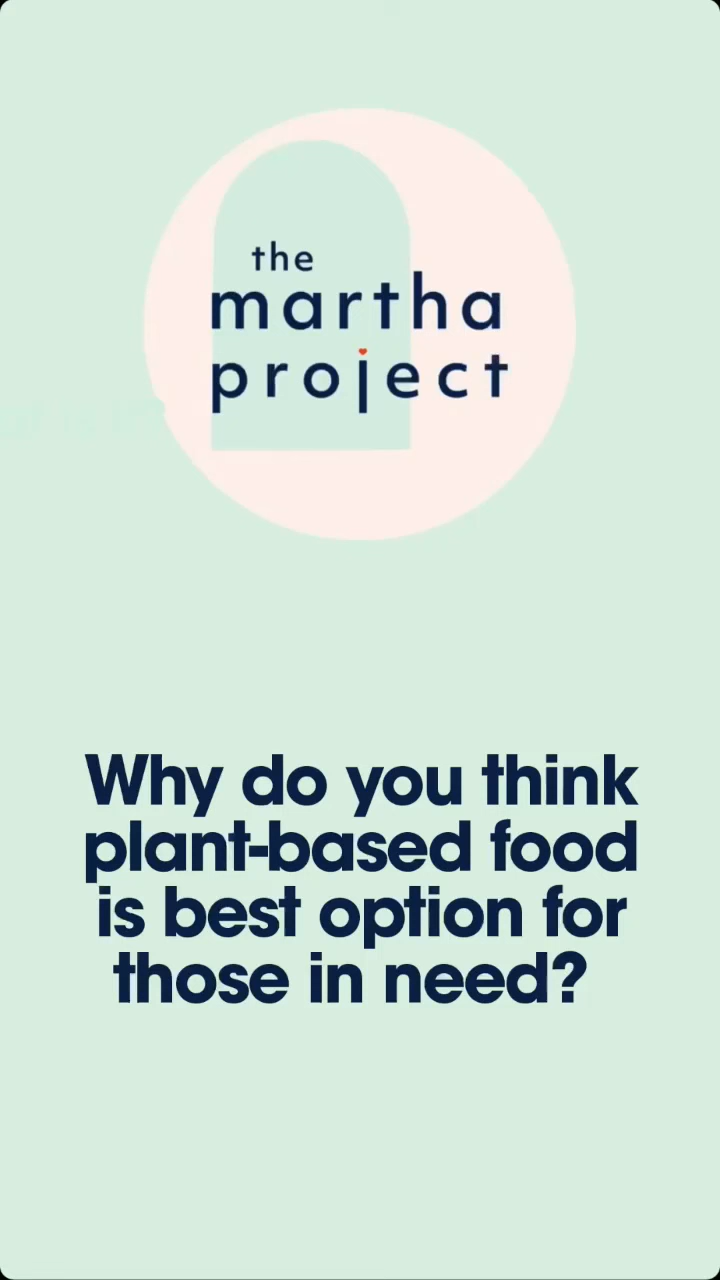 the
martha
project
Why do you think
plant-based food
is best option for
those in need?